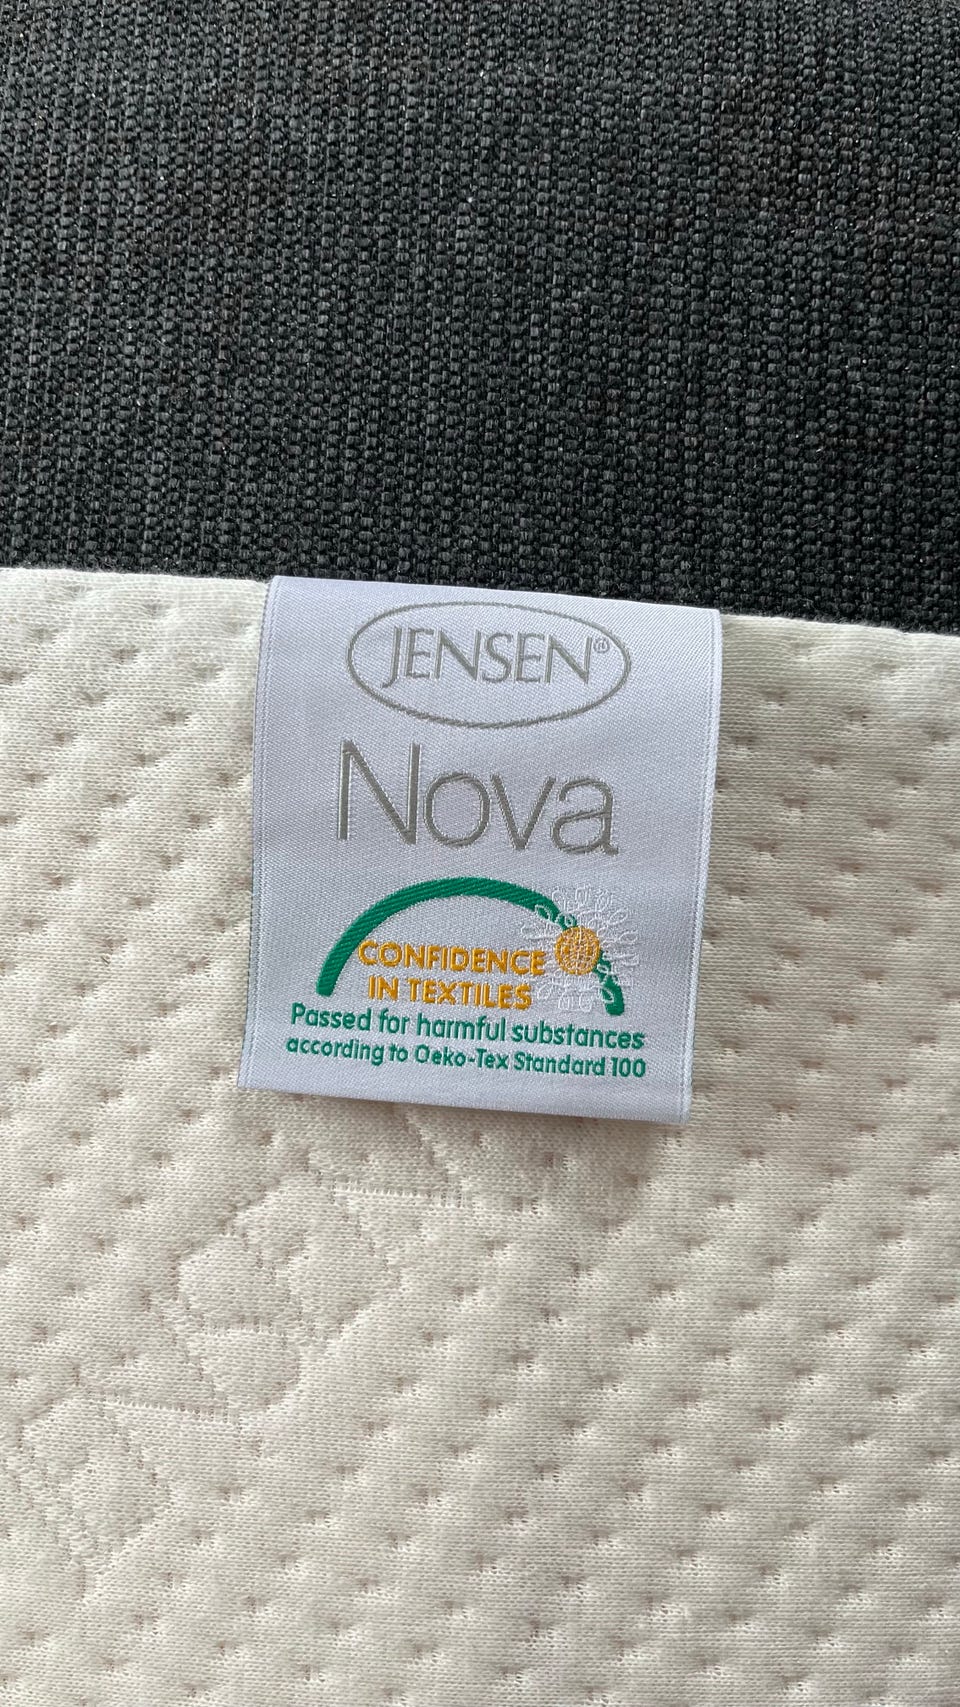 JENSEN®
Nova
CONFIDENCE
IN TEXTILES
Passed for harmful substances
according to Oeko-Tex Standard 100